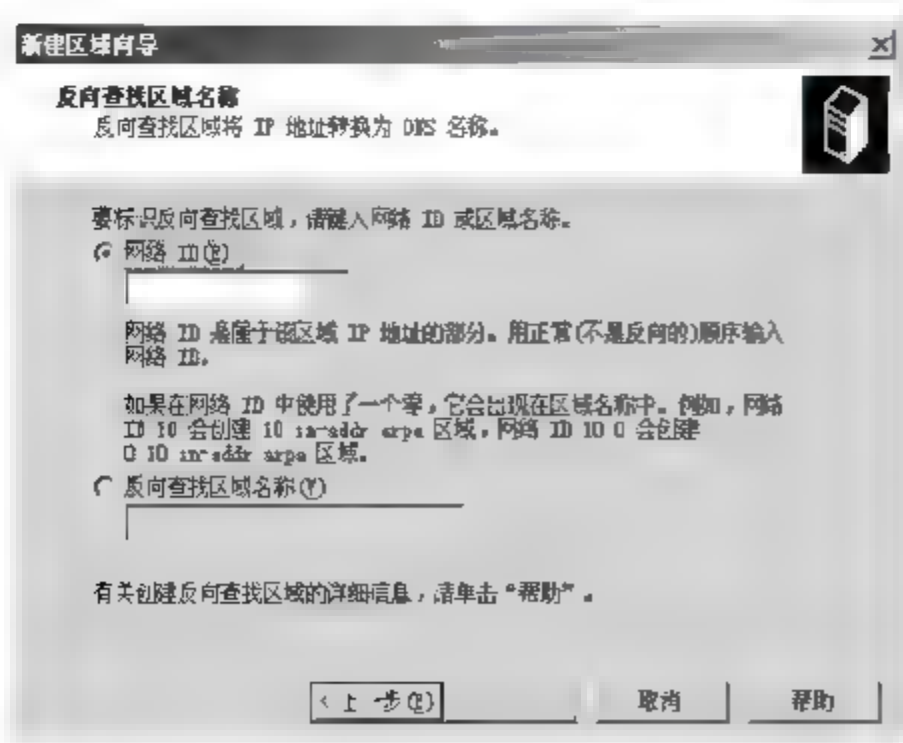 新建区域向导
反向查找区域名称
反向查找区域将 IP 地址转换为 DNS 名称。
要标识反向查找区域，请键入网络 ID 或区域名称。
网络 ID(E)
网络 ID 是属于该区域 IP 地址的部分。用正常(不是反向的)顺序输入
网络 ID。
如果在网络 ID 中使用了一个零，它会出现在区域名称中。例如，网络
ID 10 会创建 10 in-addr arpa 区域，网络 ID 10 0 会创建
0 10 in-addr arpa 区域。
反向查找区域名称(V)
有关创建反向查找区域的详细信息，请单击“帮助”。
< 上一步(B)
取消
帮助